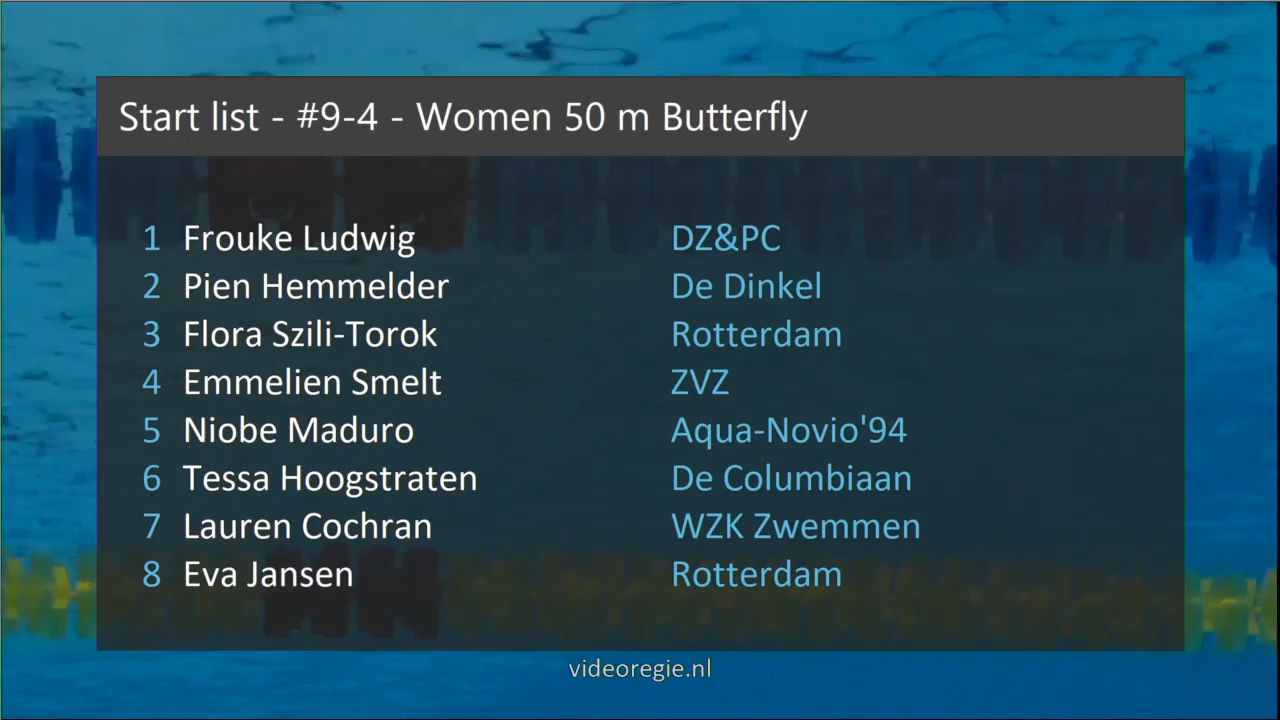 Start list - #9-4 - Women 50 m Butterfly
1 Frouke Ludwig DZ&PC
2 Pien Hemmelder De Dinkel
3 Flora Szili-Torok Rotterdam
4 Emmelien Smelt ZVZ
5 Niobe Maduro Aqua-Novio'94
6 Tessa Hoogstraten De Columbiaan
7 Lauren Cochran WZK Zwemmen
8 Eva Jansen Rotterdam
videoregie.nl